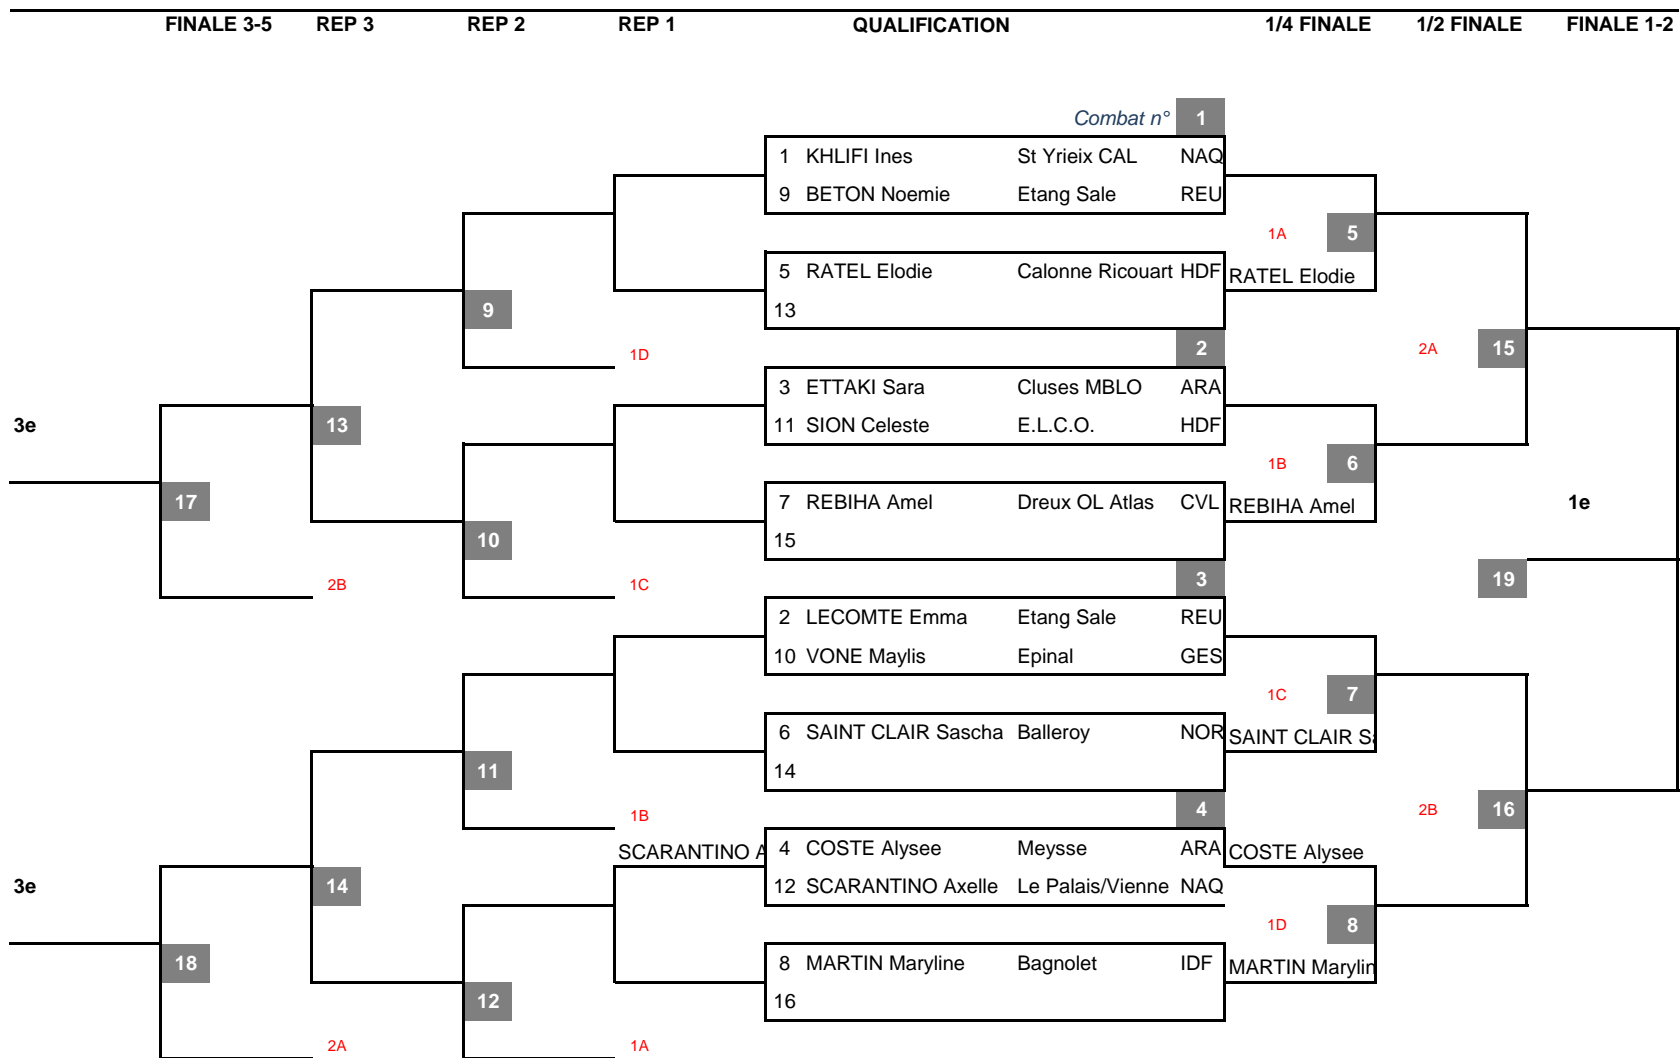 FINALE 3-5 REP 3 REP 2 REP 1 QUALIFICATION 1/4 FINALE 1/2 FINALE FINALE 1-2
Combat n° 1
1 KHLIFI Ines St Yrieix CAL NAQ
9 BETON Noemie Etang Sale REU
1A 5
5 RATEL Elodie Calonne Ricouart HDF RATEL Elodie
9 13
1D 2 2A 15
3 ETTAKI Sara Cluses MBLO ARA
3e 13 11 SION Celeste E.L.C.O. HDF
1B 6
17 7 REBIHA Amel Dreux OL Atlas CVL REBIHA Amel 1e
10 15
2B 1C 3 19
2 LECOMTE Emma Etang Sale REU
10 VONE Maylis Epinal GES
1C 7
6 SAINT CLAIR Sascha Balleroy NOR SAINT CLAIR S
11 14
1B 4 2B 16
SCARANTINO A 4 COSTE Alysee Meysse ARA COSTE Alysee
3e 14 12 SCARANTINO Axelle Le Palais/Vienne NAQ
1D 8
18 8 MARTIN Maryline Bagnolet IDF MARTIN Marylin
12 16
2A 1A